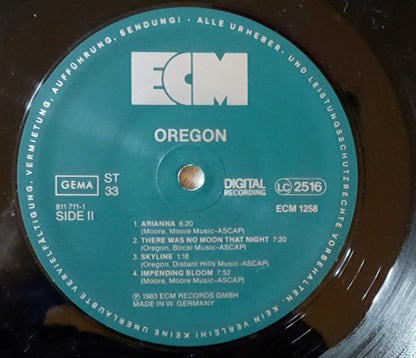 · ALLE URHEBER- UND LEISTUNGSSCHUTZRECHTE VORBEHALTEN · KEIN VERLEIH! KEINE UNERLAUBTE VERVIELFÄLTIGUNG, VERMIETUNG, AUFFÜHRUNG, SENDUNG!
ECM
OREGON
GEMA
ST
33
DIGITAL
RECORDING
LC 2516
811 711-1
SIDE II
ECM 1258
1. ARIANNA 6:20
(Moore, Moore Music-ASCAP)
2. THERE WAS NO MOON THAT NIGHT 7:20
(Oregon, Bocal Music-ASCAP)
3. SKYLINE 1:18
(Oregon, Distant Hills Music-ASCAP)
4. IMPENDING BLOOM 7:52
(Moore, Moore Music-ASCAP)
℗ 1983 ECM RECORDS GMBH
MADE IN W. GERMANY